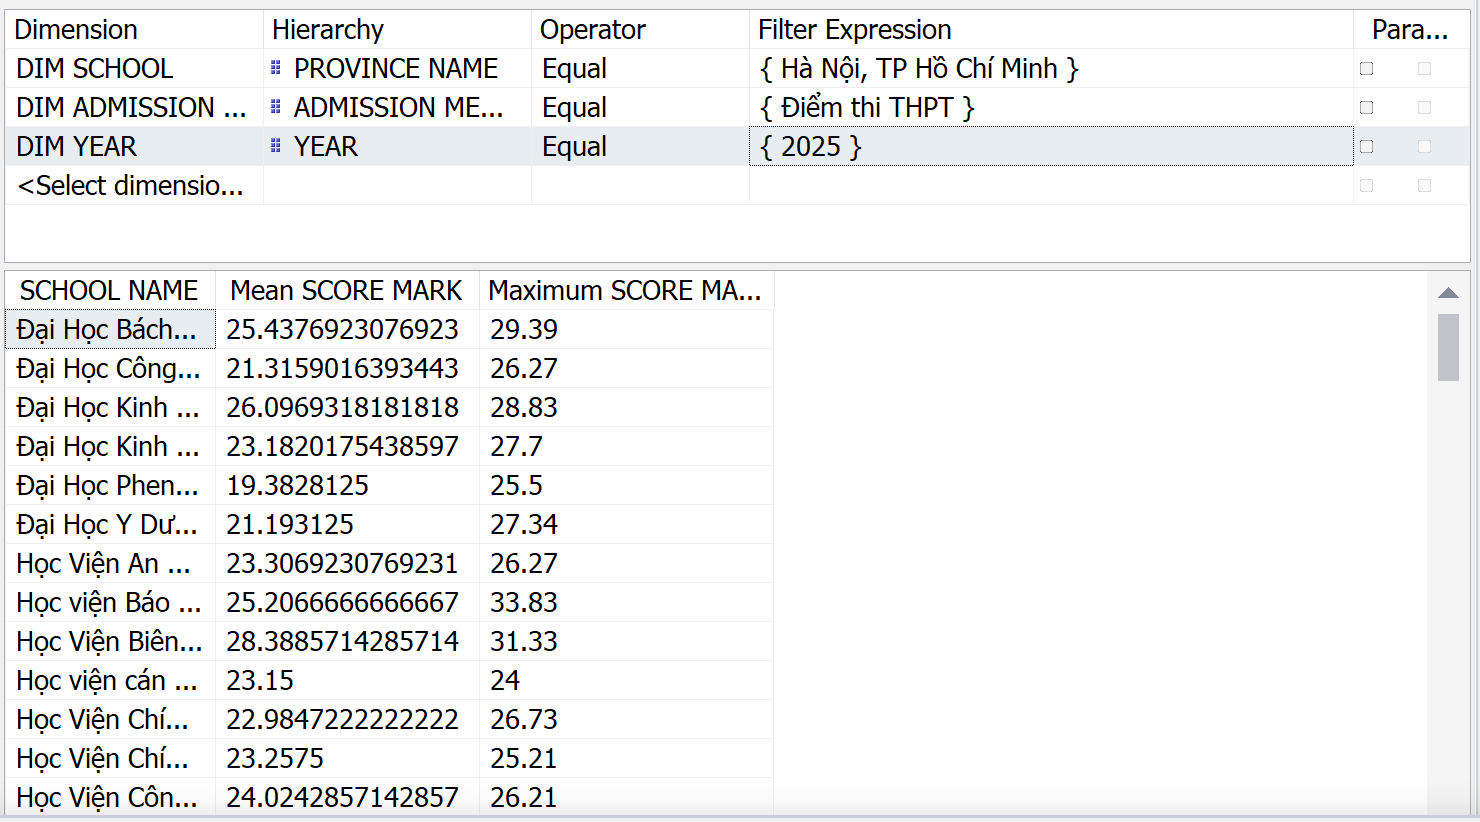 Dimension Hierarchy Operator Filter Expression Para...
DIM SCHOOL PROVINCE NAME Equal { Hà Nội, TP Hồ Chí Minh }
DIM ADMISSION ... ADMISSION ME... Equal { Điểm thi THPT }
DIM YEAR YEAR Equal { 2025 }
<Select dimensio...
SCHOOL NAME Mean SCORE MARK Maximum SCORE MA...
Đại Học Bách... 25.4376923076923 29.39
Đại Học Công... 21.3159016393443 26.27
Đại Học Kinh ... 26.0969318181818 28.83
Đại Học Kinh ... 23.1820175438597 27.7
Đại Học Phen... 19.3828125 25.5
Đại Học Y Dư... 21.193125 27.34
Học Viện An ... 23.3069230769231 26.27
Học viện Báo ... 25.2066666666667 33.83
Học Viện Biên... 28.3885714285714 31.33
Học viện cán ... 23.15 24
Học Viện Chí... 22.9847222222222 26.73
Học Viện Chí... 23.2575 25.21
Học Viện Côn... 24.0242857142857 26.21